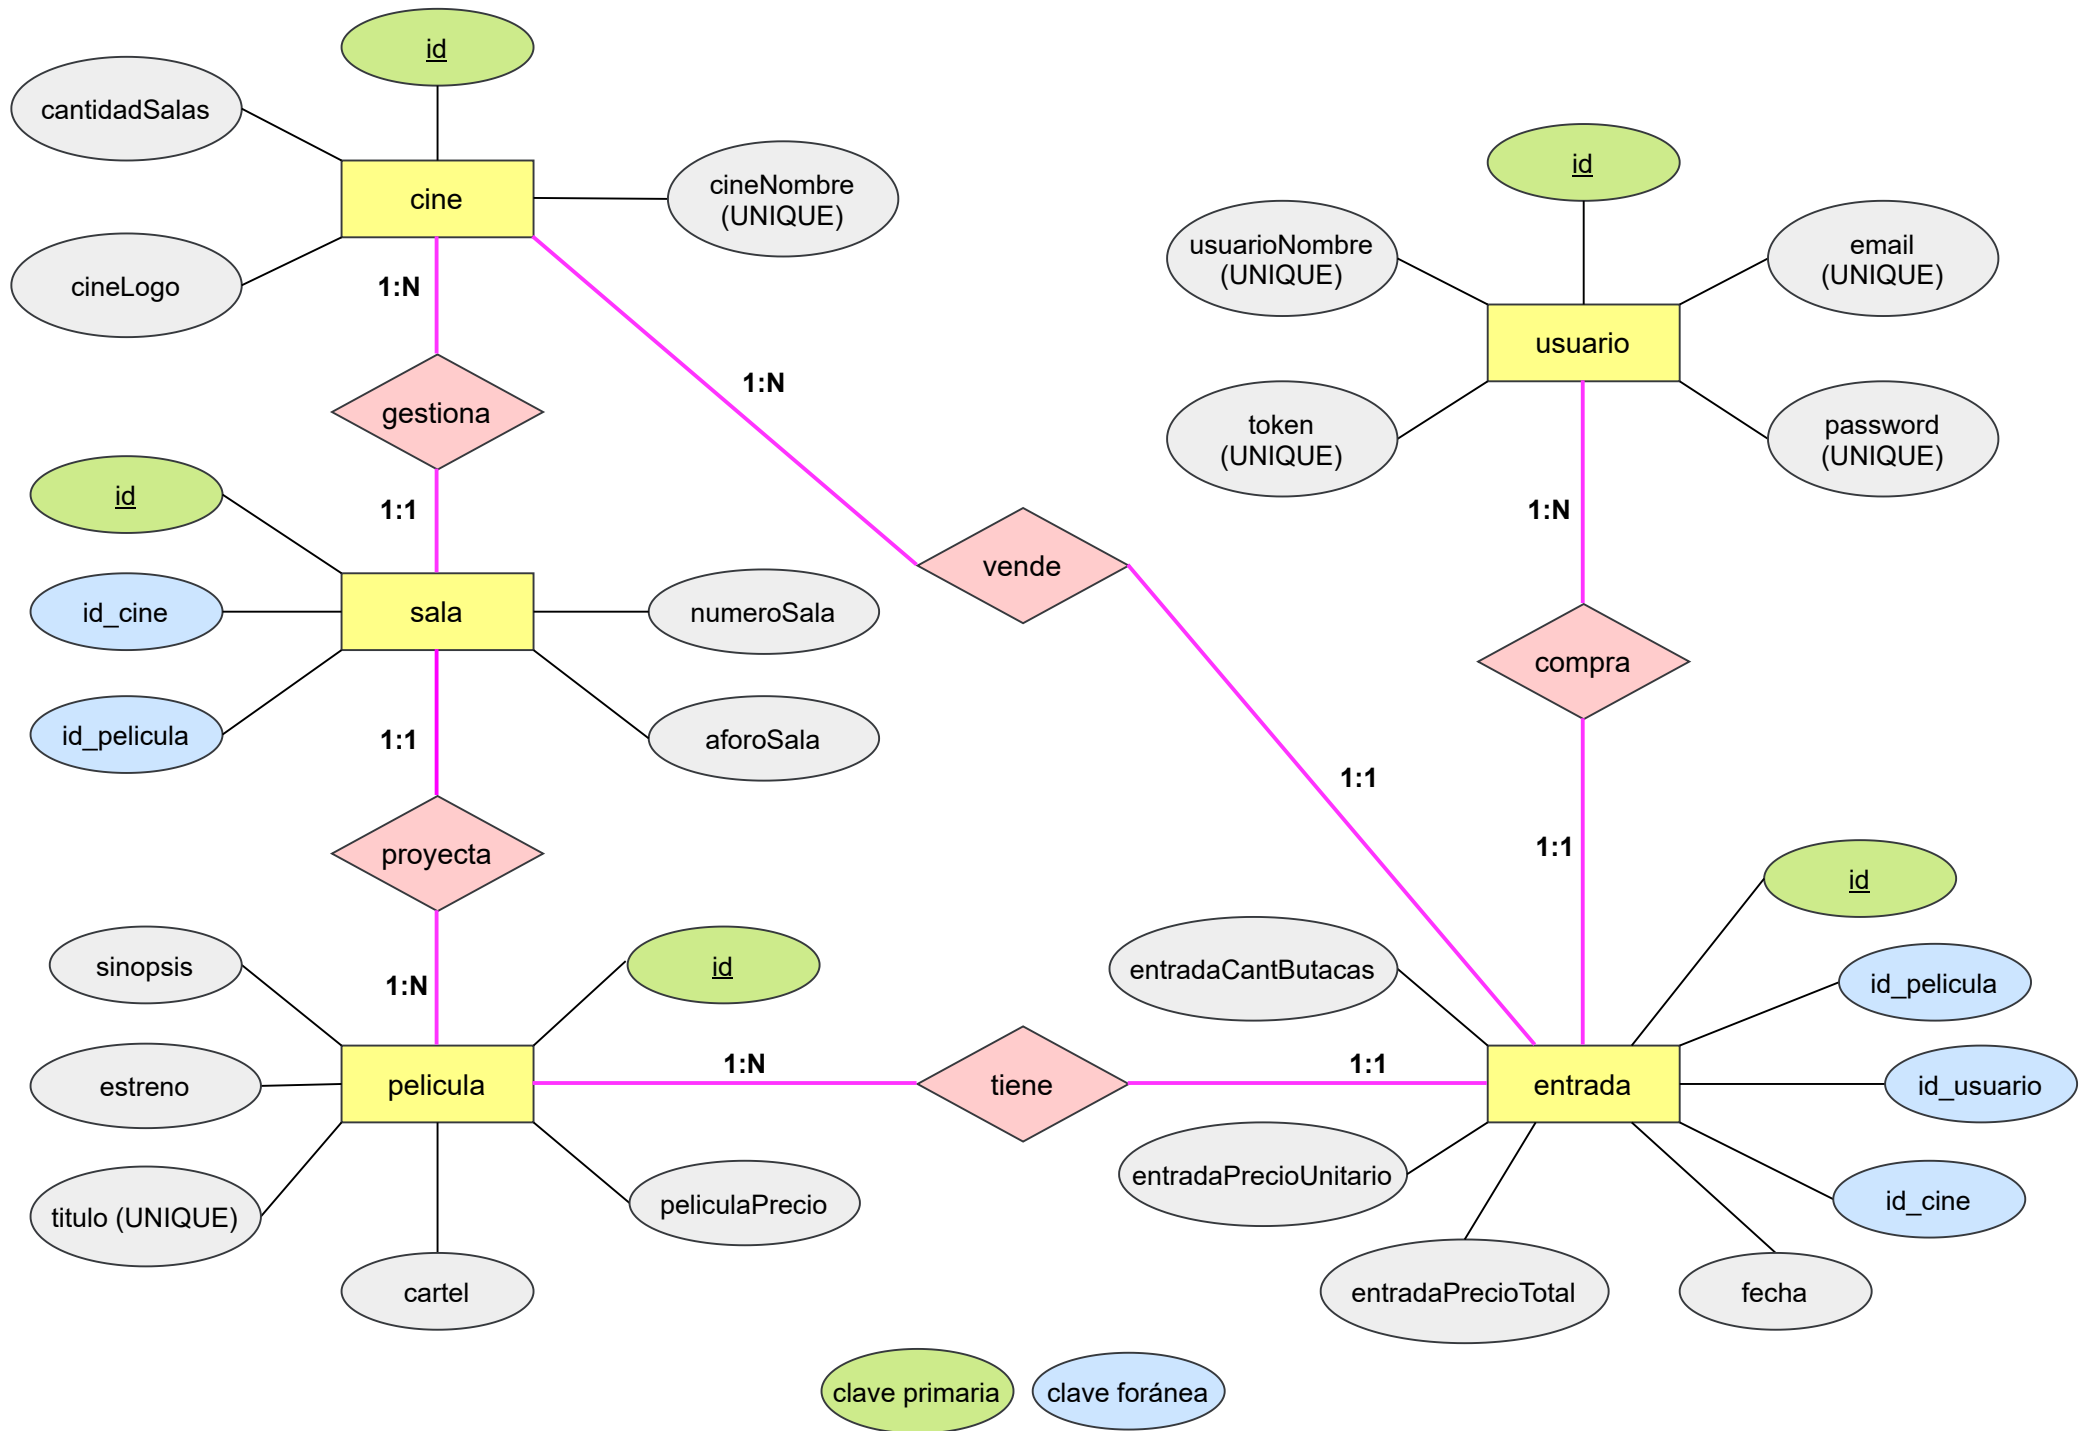 id
cantidadSalas
cine
cineNombre
(UNIQUE)
cineLogo
1:N
gestiona
1:1
1:N
id
usuarioNombre
(UNIQUE)
email
(UNIQUE)
usuario
token
(UNIQUE)
password
(UNIQUE)
1:N
compra
1:1
vende
1:1
id
id_cine
sala
numeroSala
id_pelicula
aforoSala
1:1
proyecta
1:N
sinopsis
id
estreno
pelicula
titulo (UNIQUE)
cartel
peliculaPrecio
1:N
tiene
1:1
entradaCantButacas
id
id_pelicula
entrada
id_usuario
entradaPrecioUnitario
id_cine
entradaPrecioTotal
fecha
clave primaria
clave foránea